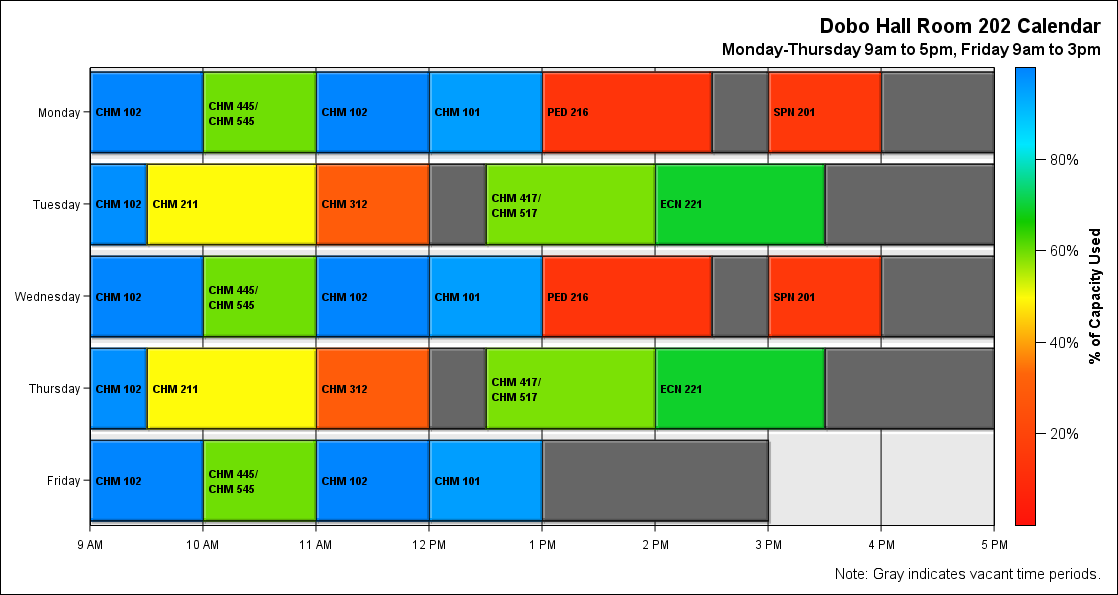 Dobo Hall Room 202 Calendar
Monday-Thursday 9am to 5pm, Friday 9am to 3pm
Monday
CHM 102
CHM 445/
CHM 545
CHM 102
CHM 101
PED 216
SPN 201
Tuesday
CHM 102
CHM 211
CHM 312
CHM 417/
CHM 517
ECN 221
Wednesday
CHM 102
CHM 445/
CHM 545
CHM 102
CHM 101
PED 216
SPN 201
Thursday
CHM 102
CHM 211
CHM 312
CHM 417/
CHM 517
ECN 221
Friday
CHM 102
CHM 445/
CHM 545
CHM 102
CHM 101
9 AM
10 AM
11 AM
12 PM
1 PM
2 PM
3 PM
4 PM
5 PM
80%
60%
40%
20%
% of Capacity Used
Note: Gray indicates vacant time periods.